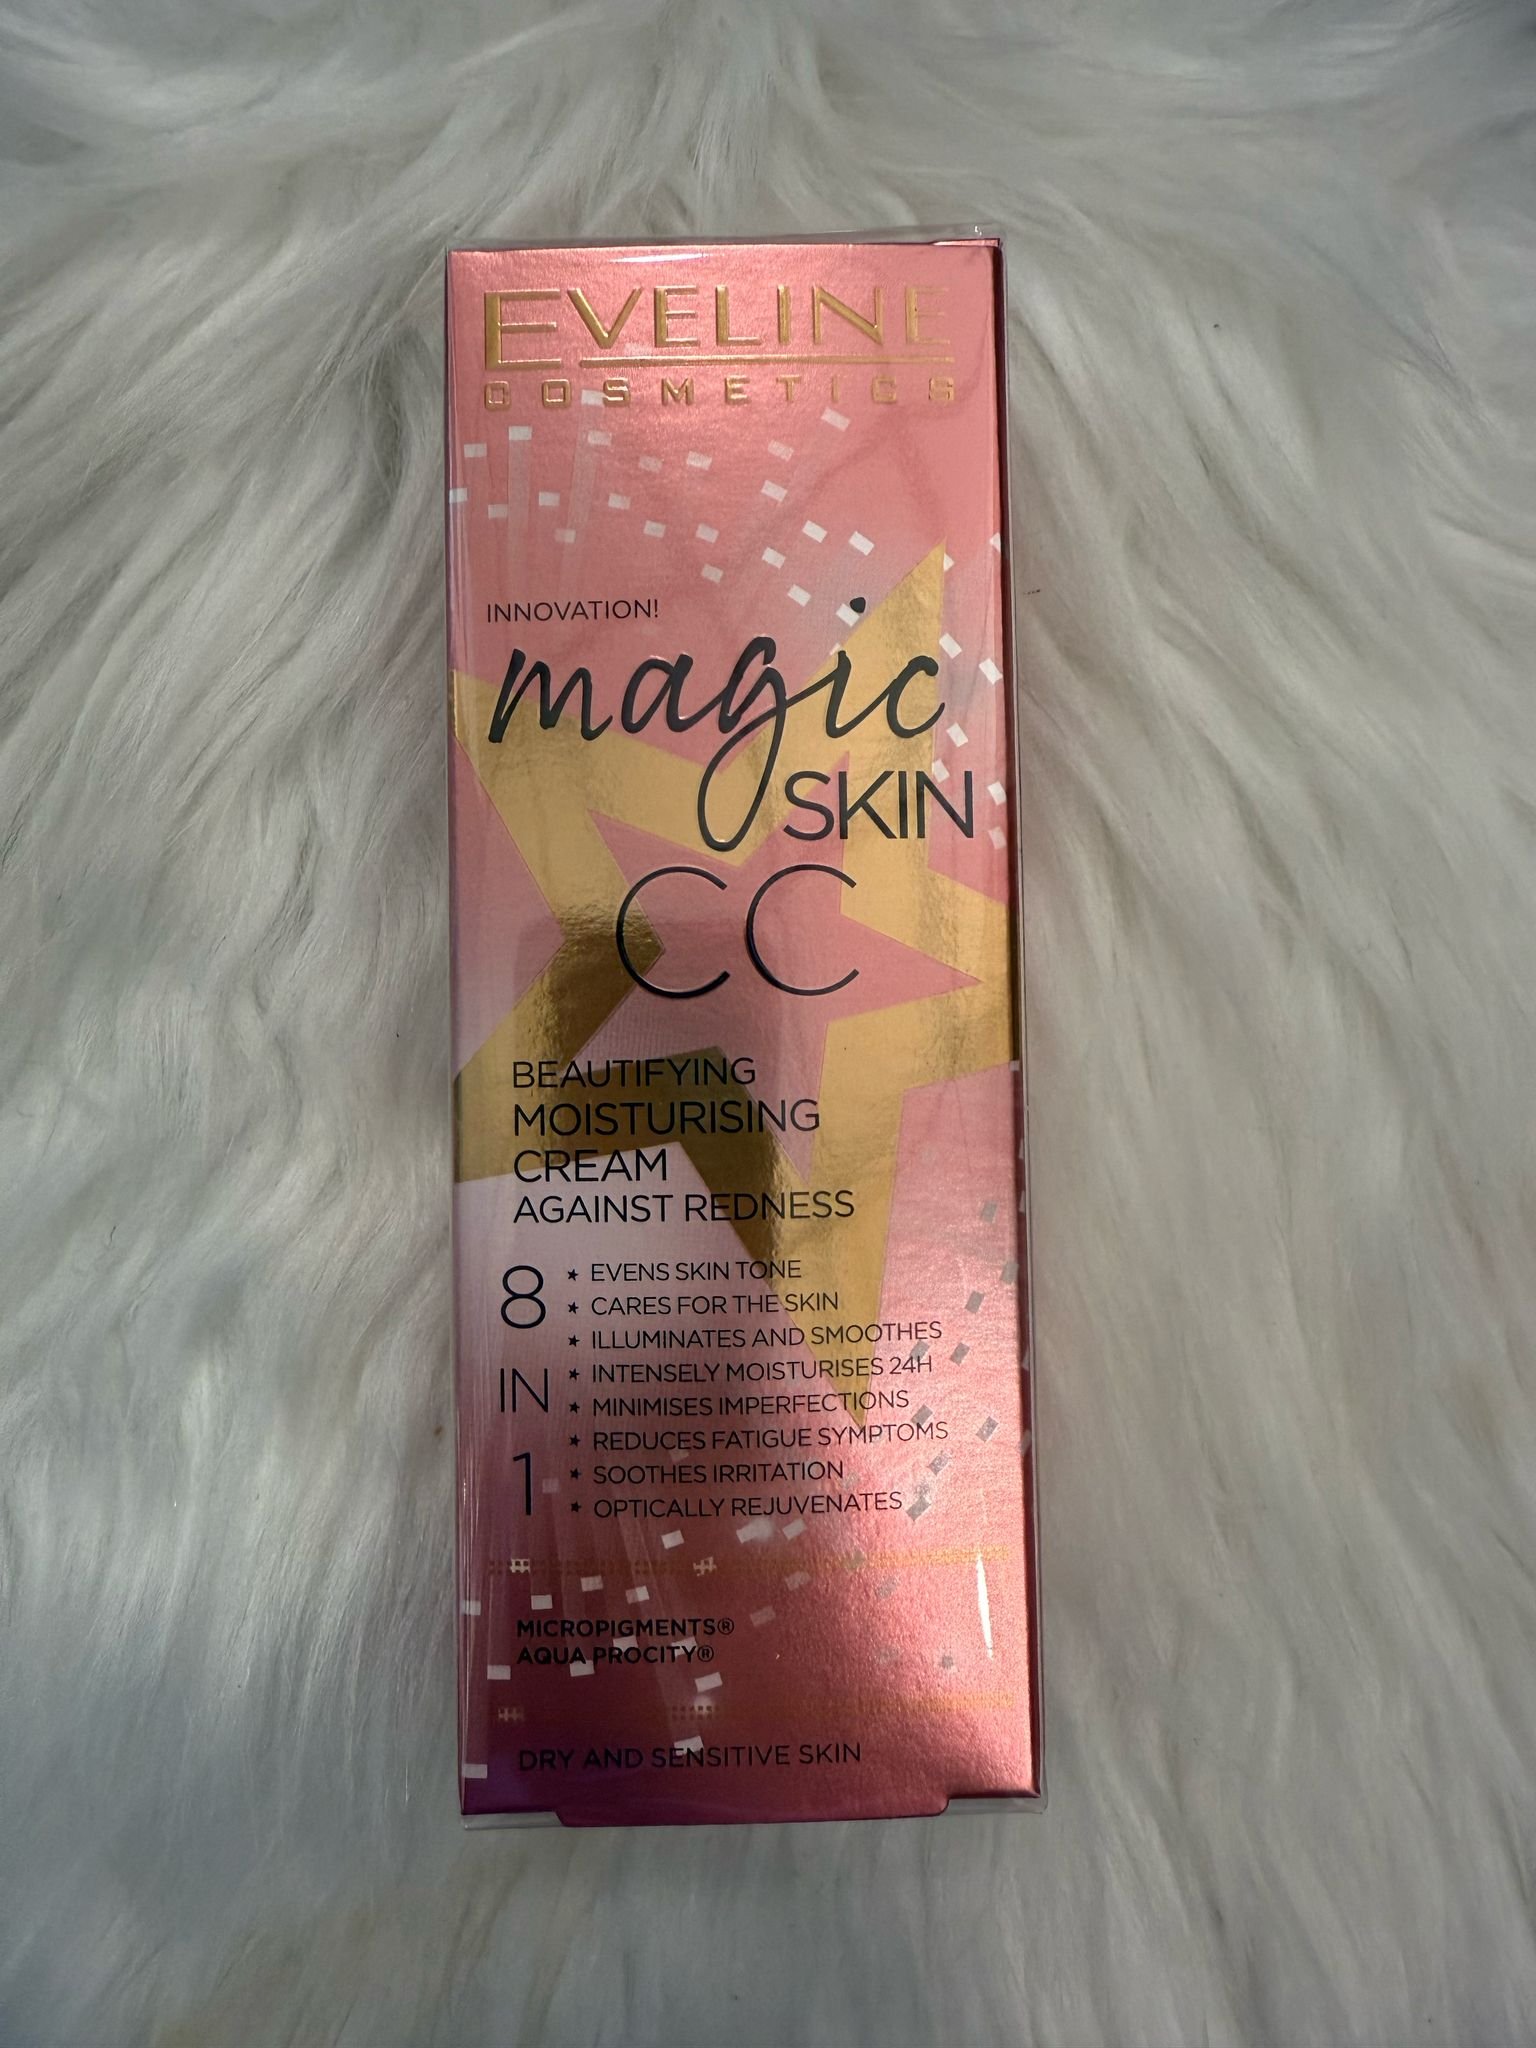 EVELINE
COSMETICS
INNOVATION!
magic
SKIN
CC
BEAUTIFYING
MOISTURISING
CREAM
AGAINST REDNESS
8
IN
1
★ EVENS SKIN TONE
★ CARES FOR THE SKIN
★ ILLUMINATES AND SMOOTHES
★ INTENSELY MOISTURISES 24H
★ MINIMISES IMPERFECTIONS
★ REDUCES FATIGUE SYMPTOMS
★ SOOTHES IRRITATION
★ OPTICALLY REJUVENATES
MICROPIGMENTS®
AQUA PROCITY®
DRY AND SENSITIVE SKIN